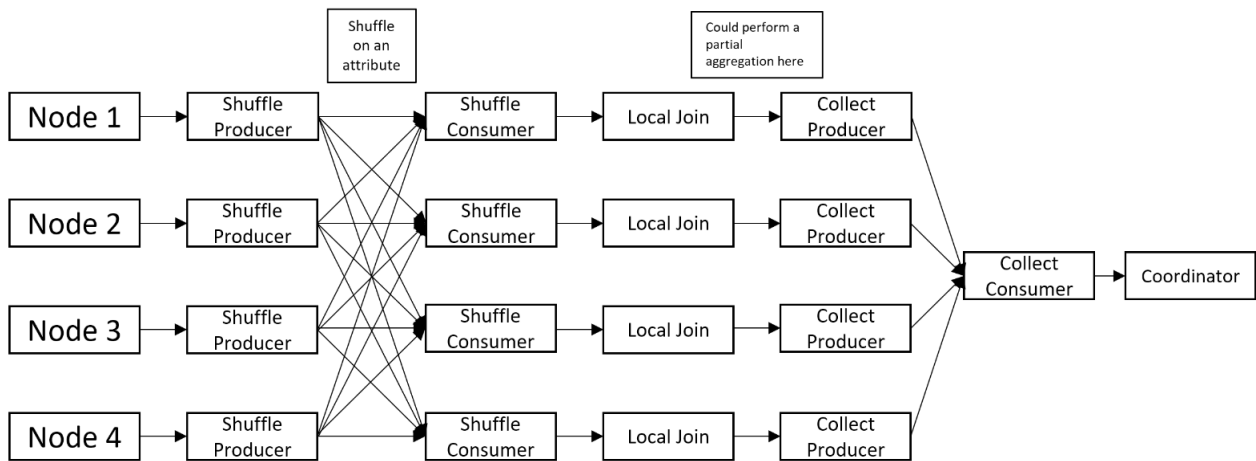 Shuffle
on an
attribute
Could perform a
partial
aggregation here
Node 1
Shuffle
Producer
Shuffle
Consumer
Local Join
Collect
Producer
Node 2
Shuffle
Producer
Shuffle
Consumer
Local Join
Collect
Producer
Collect
Consumer
Coordinator
Node 3
Shuffle
Producer
Shuffle
Consumer
Local Join
Collect
Producer
Node 4
Shuffle
Producer
Shuffle
Consumer
Local Join
Collect
Producer